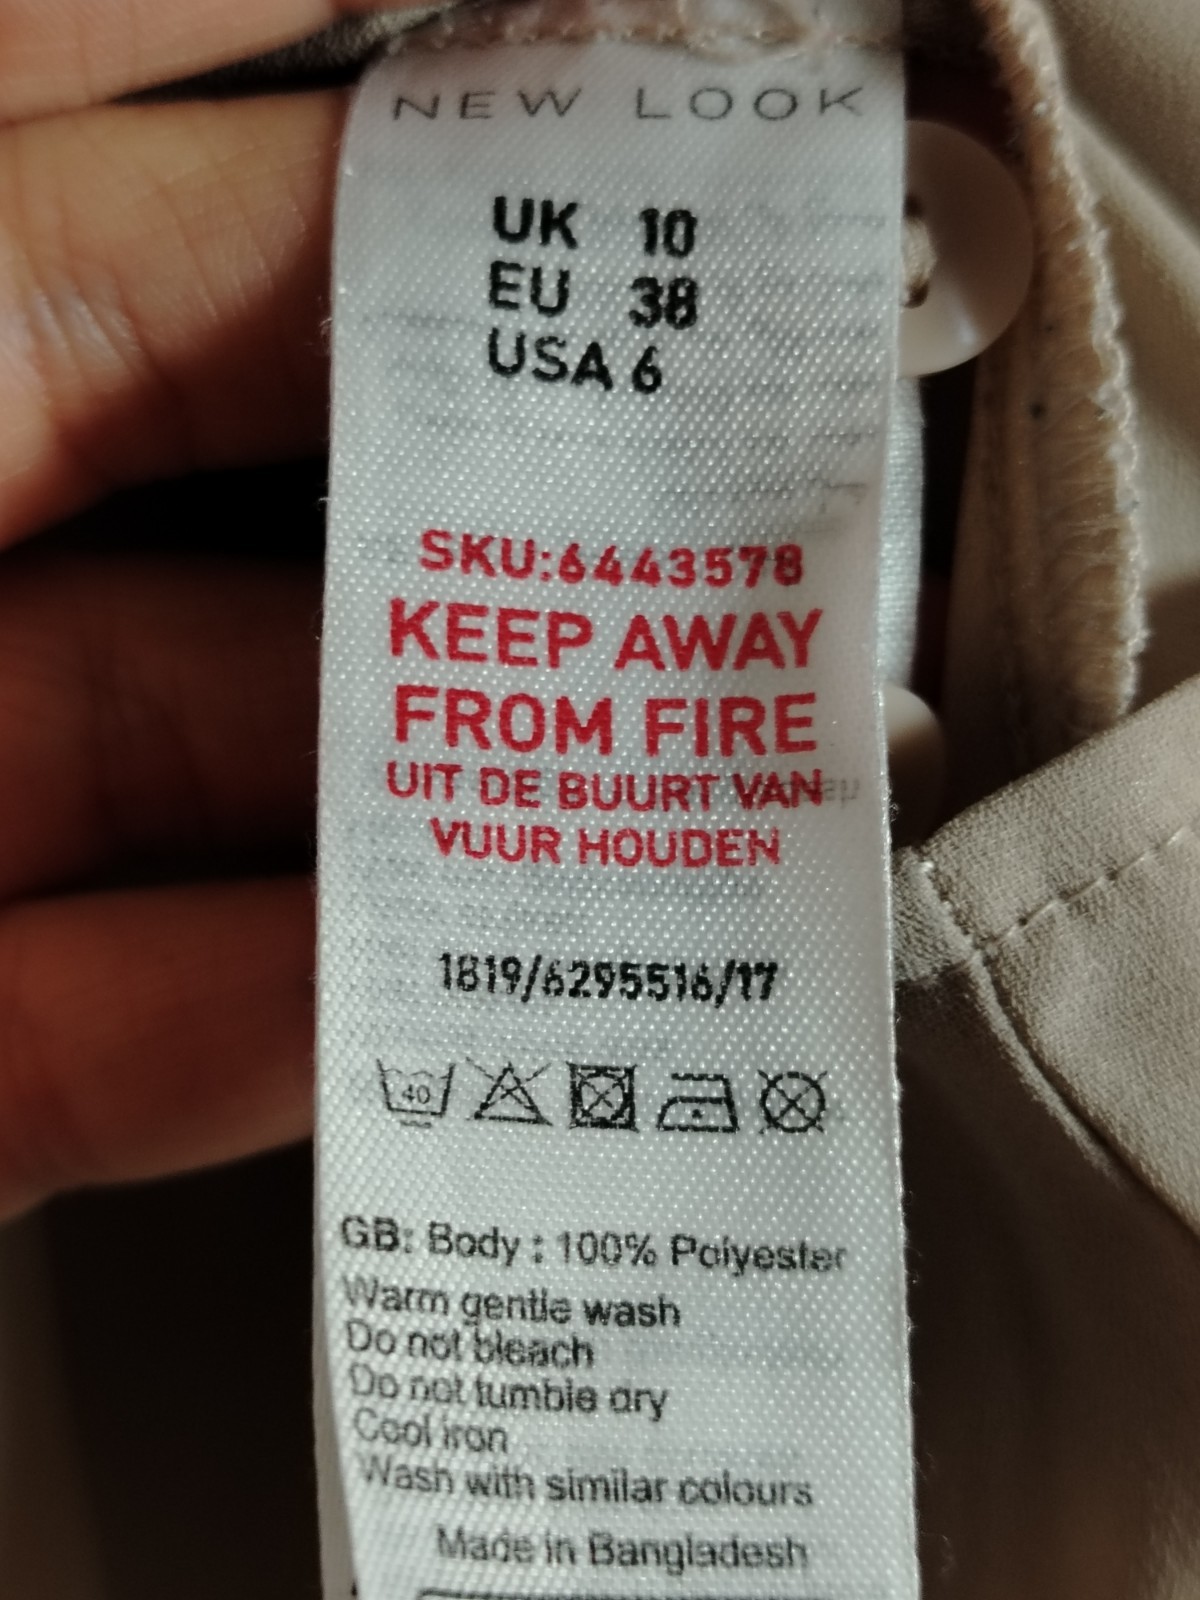 NEW LOOK
UK 10
EU 38
USA 6
SKU:6443578
KEEP AWAY
FROM FIRE
UIT DE BUURT VAN
VUUR HOUDEN
1819/6295516/17
40
GB: Body : 100% Polyester
Warm gentle wash
Do not bleach
Do not tumble dry
Cool iron
Wash with similar colours
Made in Bangladesh